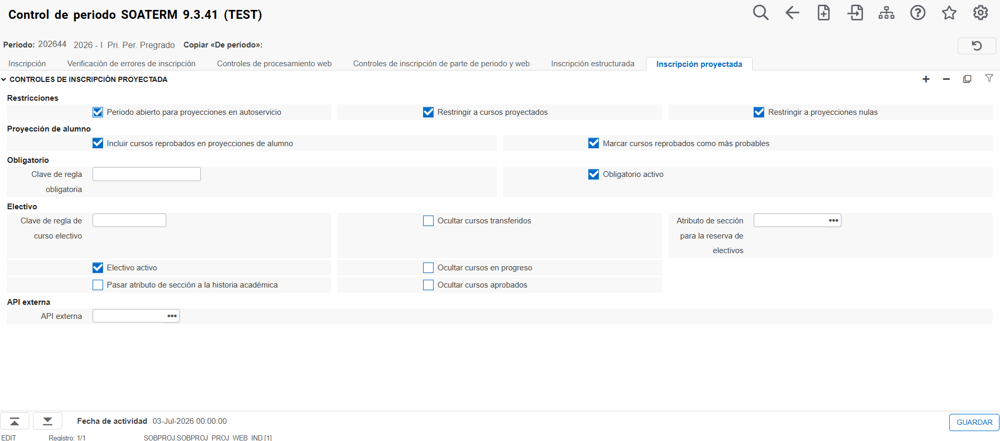 Control de periodo SOATERM 9.3.41 (TEST)
Periodo: 202644 2026 - I Pri. Per. Pregrado Copiar «De periodo»:
Inscripción Verificación de errores de inscripción Controles de procesamiento web Controles de inscripción de parte de periodo y web Inscripción estructurada Inscripción proyectada
CONTROLES DE INSCRIPCIÓN PROYECTADA
Restricciones
Periodo abierto para proyecciones en autoservicio Restringir a cursos proyectados Restringir a proyecciones nulas
Proyección de alumno
Incluir cursos reprobados en proyecciones de alumno Marcar cursos reprobados como más probables
Obligatorio
Clave de regla Obligatorio activo
obligatoria
Electivo
Clave de regla de Ocultar cursos transferidos Atributo de sección
curso electivo para la reserva de
electivos
Electivo activo Ocultar cursos en progreso
Pasar atributo de sección a la historia académica Ocultar cursos aprobados
API externa
API externa
Fecha de actividad 03-Jul-2026 00:00:00 GUARDAR
EDIT Registro: 1/1 SOBPROJ.SOBPROJ_PROJ_WEB_IND [1]